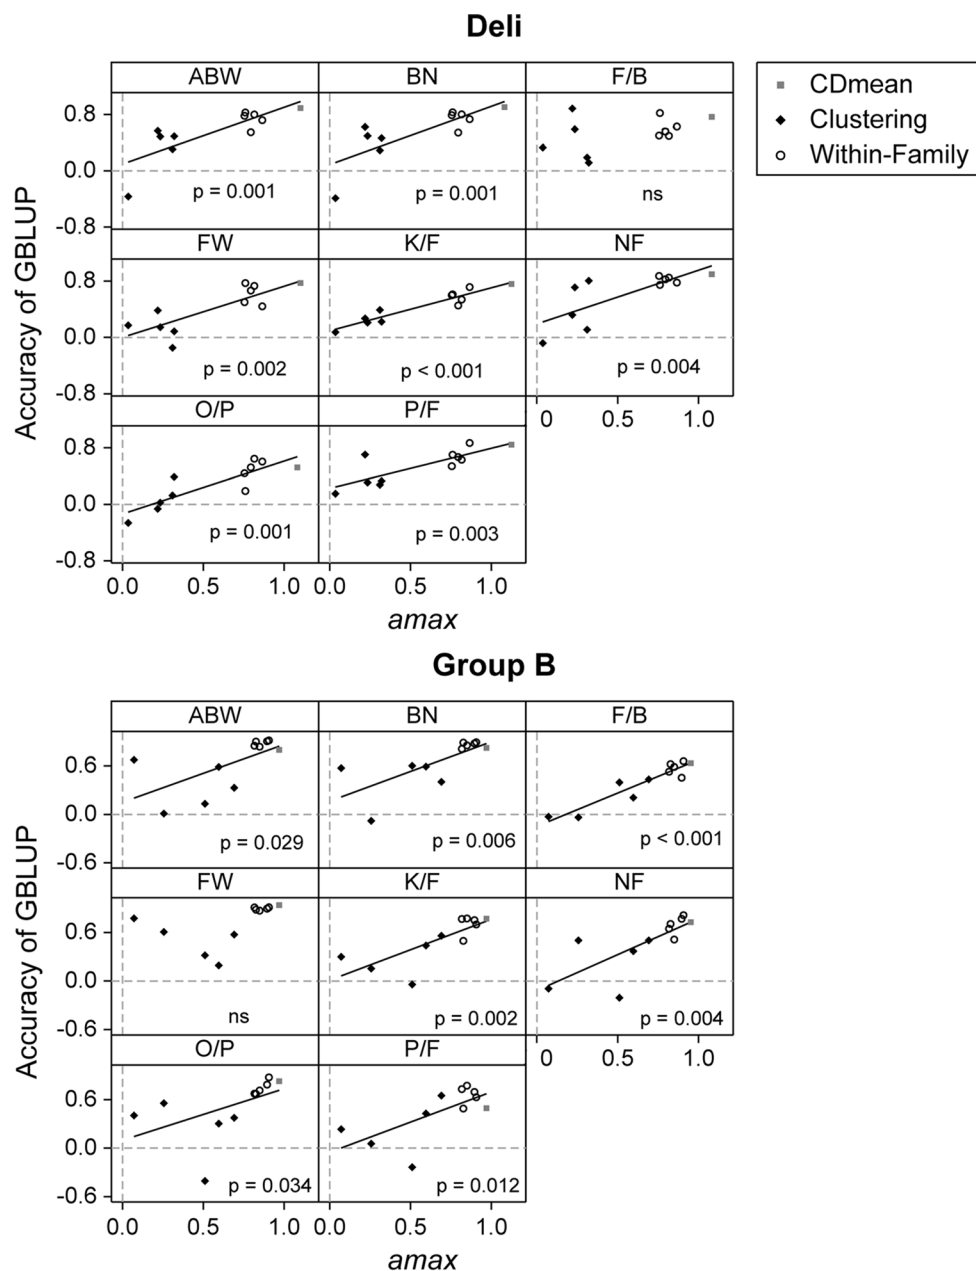 Deli
CDmean
Clustering
Within-Family
ABW BN F/B
0.8
0.0
-0.8
p = 0.001 p = 0.001 ns
FW K/F NF
0.8
0.0
-0.8
p = 0.002 p < 0.001 p = 0.004
0 0.5 1.0
O/P P/F
0.8
0.0
-0.8
p = 0.001 p = 0.003
0.0 0.5 1.0 0.0 0.5 1.0
Accuracy of GBLUP
amax
Group B
ABW BN F/B
0.6
0.0
-0.6
p = 0.029 p = 0.006 p < 0.001
FW K/F NF
0.6
0.0
-0.6
ns p = 0.002 p = 0.004
0 0.5 1.0
O/P P/F
0.6
0.0
-0.6
p = 0.034 p = 0.012
0.0 0.5 1.0 0.0 0.5 1.0
Accuracy of GBLUP
amax